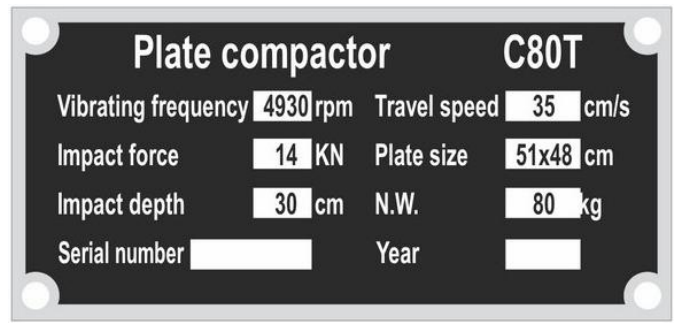 Plate compactor C80T
Vibrating frequency 4930 rpm Travel speed 35 cm/s
Impact force 14 KN Plate size 51x48 cm
Impact depth 30 cm N.W. 80 kg
Serial number Year